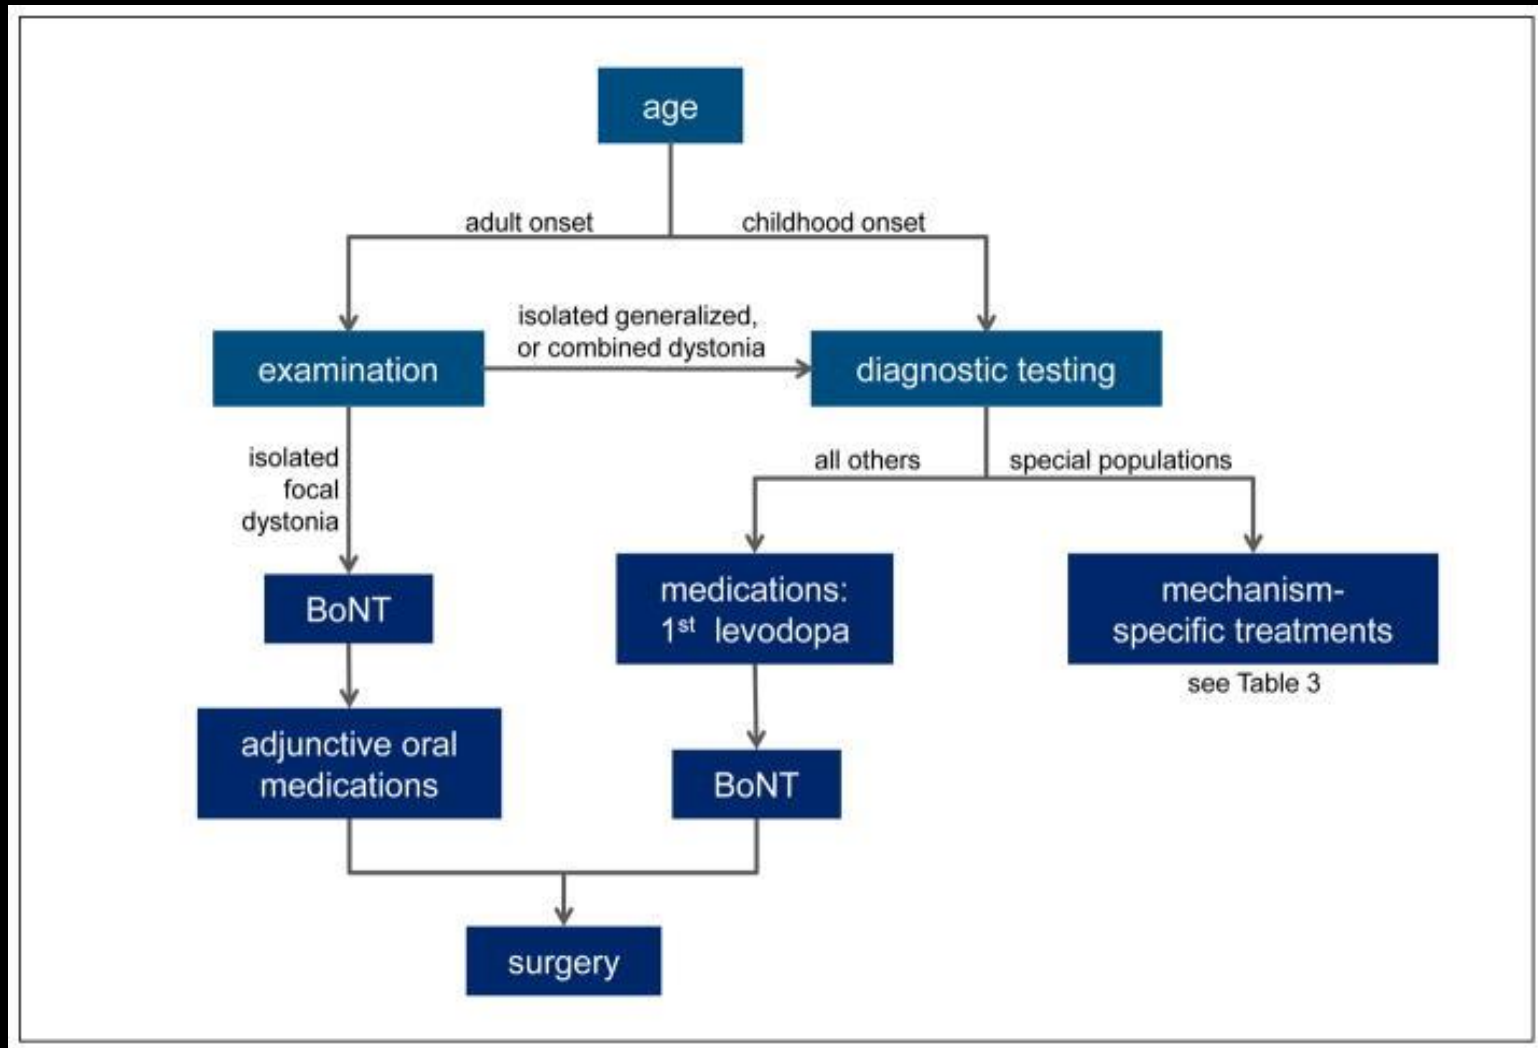 age
adult onset
childhood onset
isolated generalized,
or combined dystonia
examination
diagnostic testing
isolated
focal
dystonia
all others
special populations
BoNT
medications:
1st levodopa
mechanism-
specific treatments
see Table 3
adjunctive oral
medications
BoNT
surgery